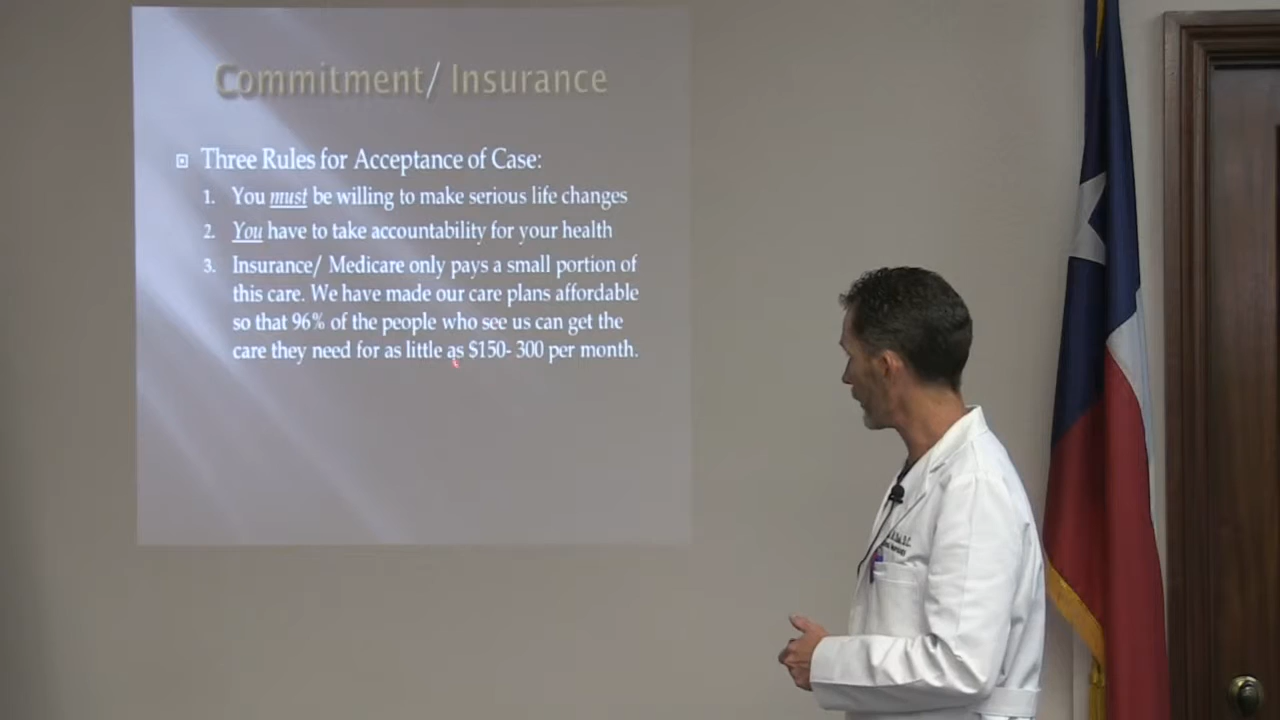 Commitment/ Insurance
Three Rules for Acceptance of Case:
1. You must be willing to make serious life changes
2. You have to take accountability for your health
3. Insurance/ Medicare only pays a small portion of
this care. We have made our care plans affordable
so that 96% of the people who see us can get the
care they need for as little as $150- 300 per month.
D.C.